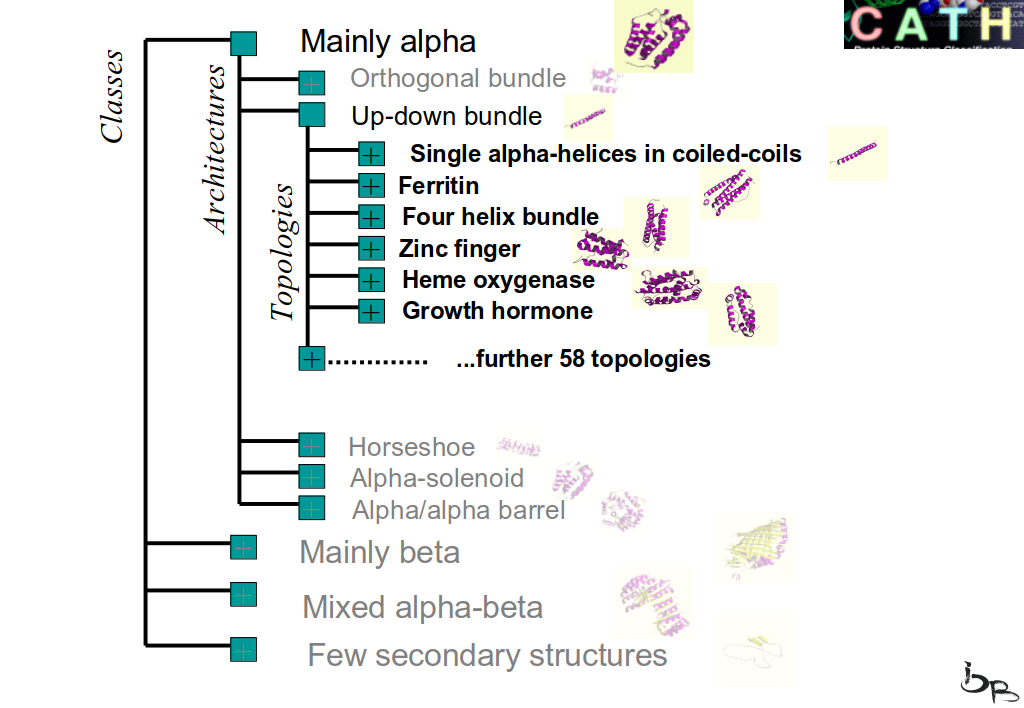 CATH
Protein Structure Classification
Classes
Architectures
Topologies
Mainly alpha
Orthogonal bundle
Up-down bundle
Single alpha-helices in coiled-coils
Ferritin
Four helix bundle
Zinc finger
Heme oxygenase
Growth hormone
...further 58 topologies
Horseshoe
Alpha-solenoid
Alpha/alpha barrel
Mainly beta
Mixed alpha-beta
Few secondary structures